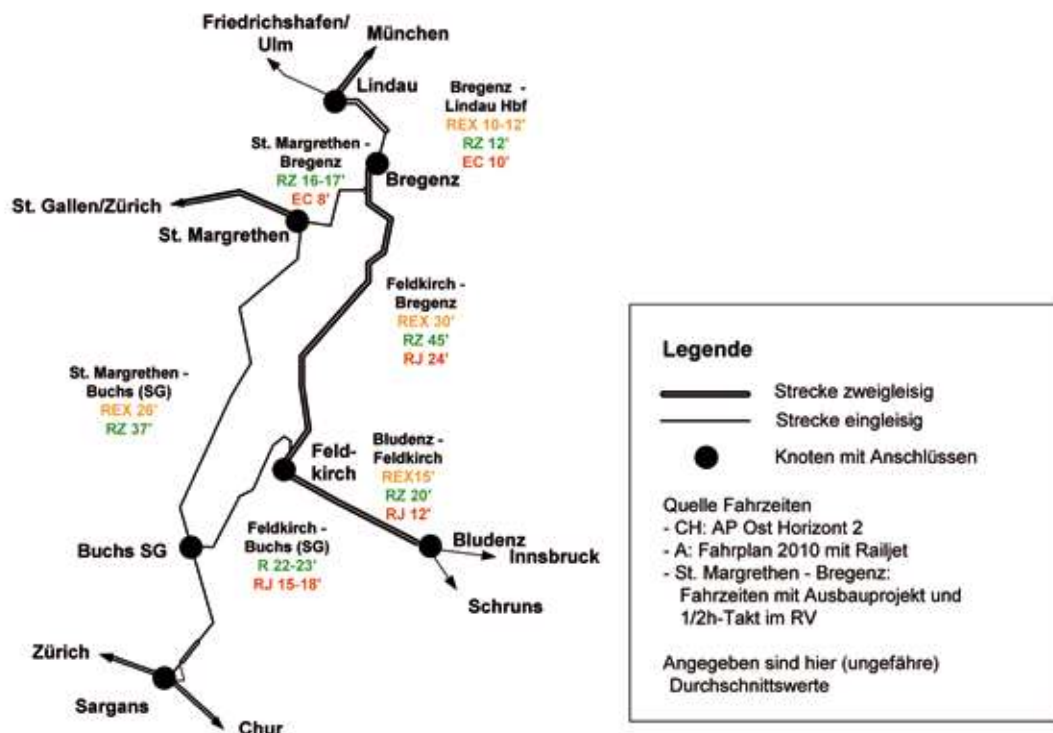 Friedrichshafen/
Ulm
München
Lindau
Bregenz -
Lindau Hbf
REX 10-12'
RZ 12'
EC 10'
St. Margrethen -
Bregenz
RZ 16-17'
EC 8'
Bregenz
St. Gallen/Zürich
St. Margrethen
Feldkirch -
Bregenz
REX 30'
RZ 45'
RJ 24'
St. Margrethen -
Buchs (SG)
REX 26'
RZ 37'
Feld-
kirch
Bludenz -
Feldkirch
REX15'
RZ 20'
RJ 12'
Buchs SG
Feldkirch -
Buchs (SG)
R 22-23'
RJ 15-18'
Bludenz
Innsbruck
Schruns
Zürich
Sargans
Chur
Legende
Strecke zweigleisig
Strecke eingleisig
Knoten mit Anschlüssen
Quelle Fahrzeiten
- CH: AP Ost Horizont 2
- A: Fahrplan 2010 mit Railjet
- St. Margrethen - Bregenz:
Fahrzeiten mit Ausbauprojekt und
1/2h-Takt im RV
Angegeben sind hier (ungefähre)
Durchschnittswerte